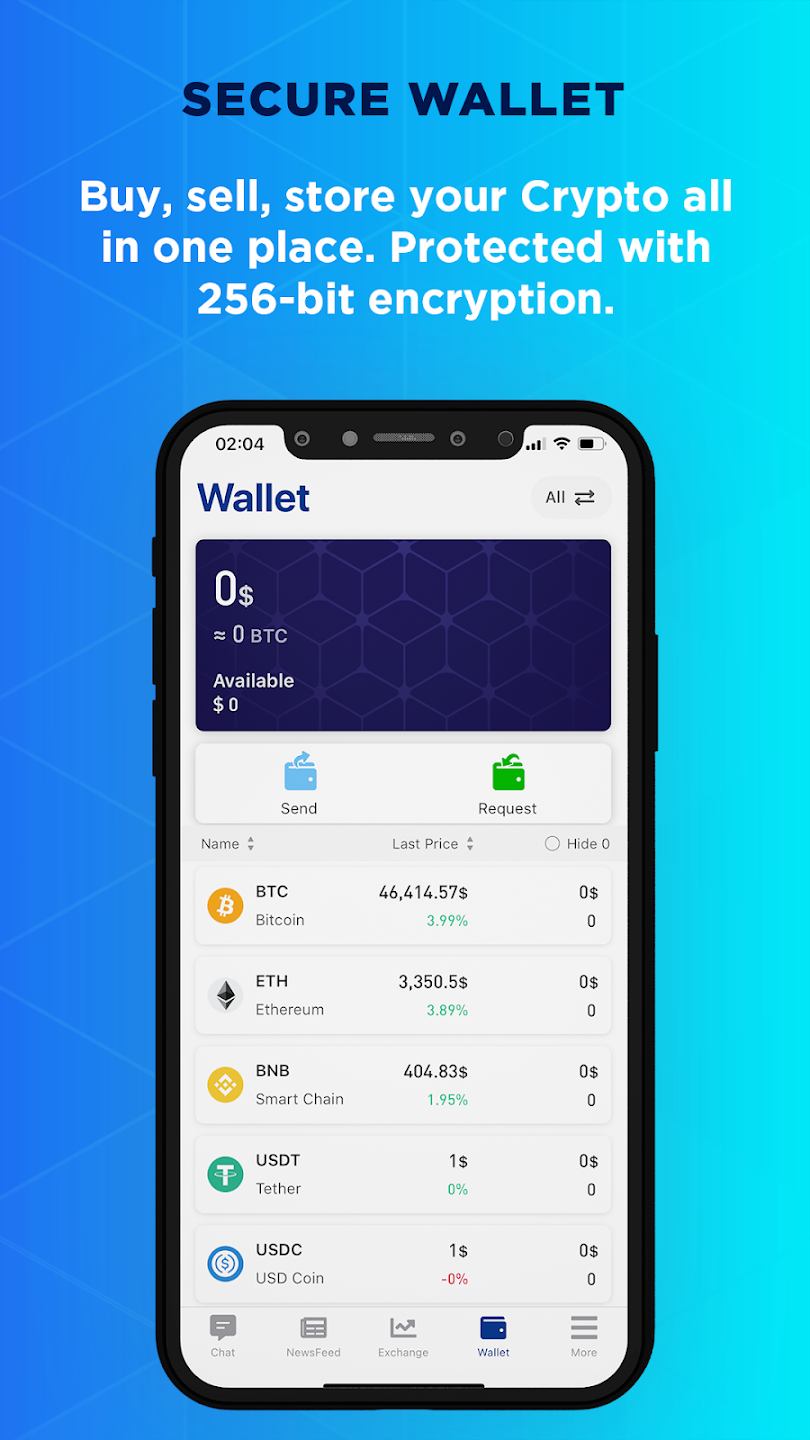 SECURE WALLET
Buy, sell, store your Crypto all
in one place. Protected with
256-bit encryption.
02:04
Wallet
All
0$
≈ 0 BTC
Available
$ 0
Send Request
Name Last Price Hide 0
BTC 46,414.57$ 0$
Bitcoin 3.99% 0
ETH 3,350.5$ 0$
Ethereum 3.89% 0
BNB 404.83$ 0$
Smart Chain 1.95% 0
USDT 1$ 0$
Tether 0% 0
USDC 1$ 0$
USD Coin -0% 0
Chat NewsFeed Exchange Wallet More